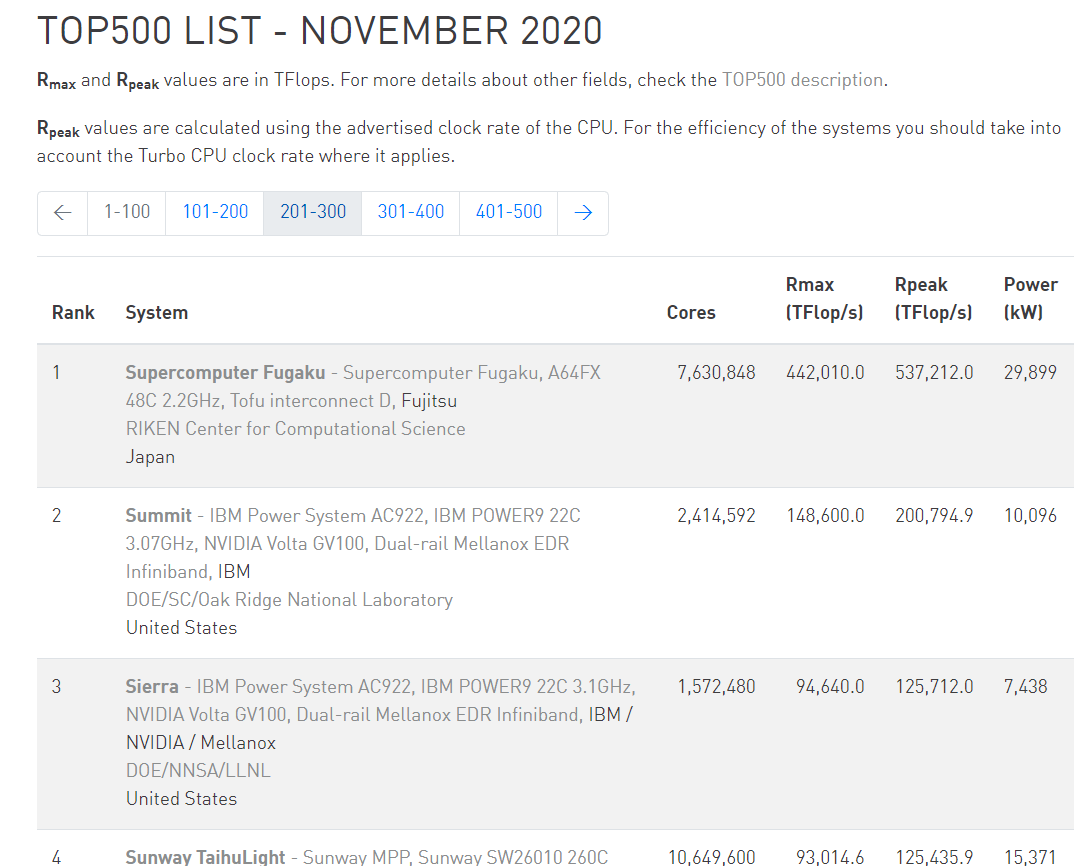 TOP500 LIST - NOVEMBER 2020
Rmax and Rpeak values are in TFlops. For more details about other fields, check the TOP500 description.
Rpeak values are calculated using the advertised clock rate of the CPU. For the efficiency of the systems you should take into
account the Turbo CPU clock rate where it applies.
← 1-100 101-200 201-300 301-400 401-500 →
Rank System Cores Rmax (TFlop/s) Rpeak (TFlop/s) Power (kW)
1 Supercomputer Fugaku - Supercomputer Fugaku, A64FX 7,630,848 442,010.0 537,212.0 29,899
48C 2.2GHz, Tofu interconnect D, Fujitsu
RIKEN Center for Computational Science
Japan
2 Summit - IBM Power System AC922, IBM POWER9 22C 2,414,592 148,600.0 200,794.9 10,096
3.07GHz, NVIDIA Volta GV100, Dual-rail Mellanox EDR
Infiniband, IBM
DOE/SC/Oak Ridge National Laboratory
United States
3 Sierra - IBM Power System AC922, IBM POWER9 22C 3.1GHz, 1,572,480 94,640.0 125,712.0 7,438
NVIDIA Volta GV100, Dual-rail Mellanox EDR Infiniband, IBM /
NVIDIA / Mellanox
DOE/NNSA/LLNL
United States
4 Sunway TaihuLight - Sunway MPP, Sunway SW26010 260C 10,649,600 93,014.6 125,435.9 15,371